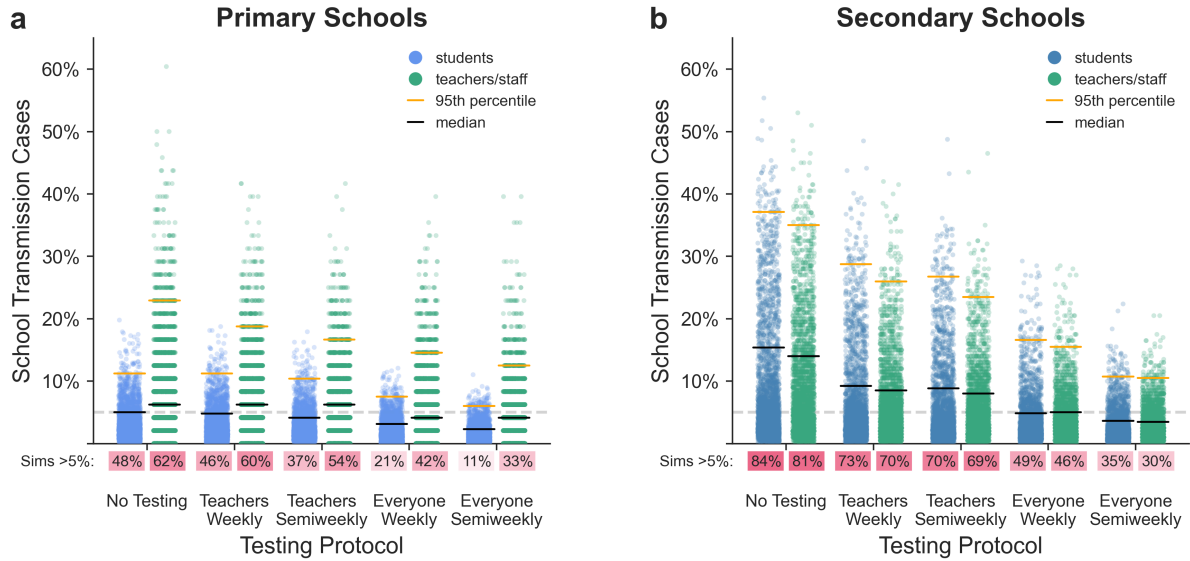 a
Primary Schools
School Transmission Cases
60%
50%
40%
30%
20%
10%
students
teachers/staff
95th percentile
median
Sims >5%:
48% 62% 46% 60% 37% 54% 21% 42% 11% 33%
No Testing
Teachers Weekly
Teachers Semiweekly
Everyone Weekly
Everyone Semiweekly
Testing Protocol
b
Secondary Schools
School Transmission Cases
60%
50%
40%
30%
20%
10%
students
teachers/staff
95th percentile
median
Sims >5%:
84% 81% 73% 70% 70% 69% 49% 46% 35% 30%
No Testing
Teachers Weekly
Teachers Semiweekly
Everyone Weekly
Everyone Semiweekly
Testing Protocol